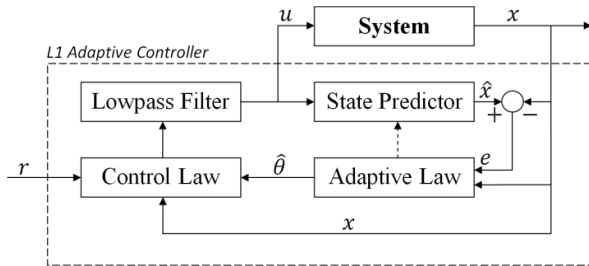 u
System
x
L1 Adaptive Controller
Lowpass Filter
State Predictor
x̂
+
−
r
Control Law
θ̂
Adaptive Law
e
x